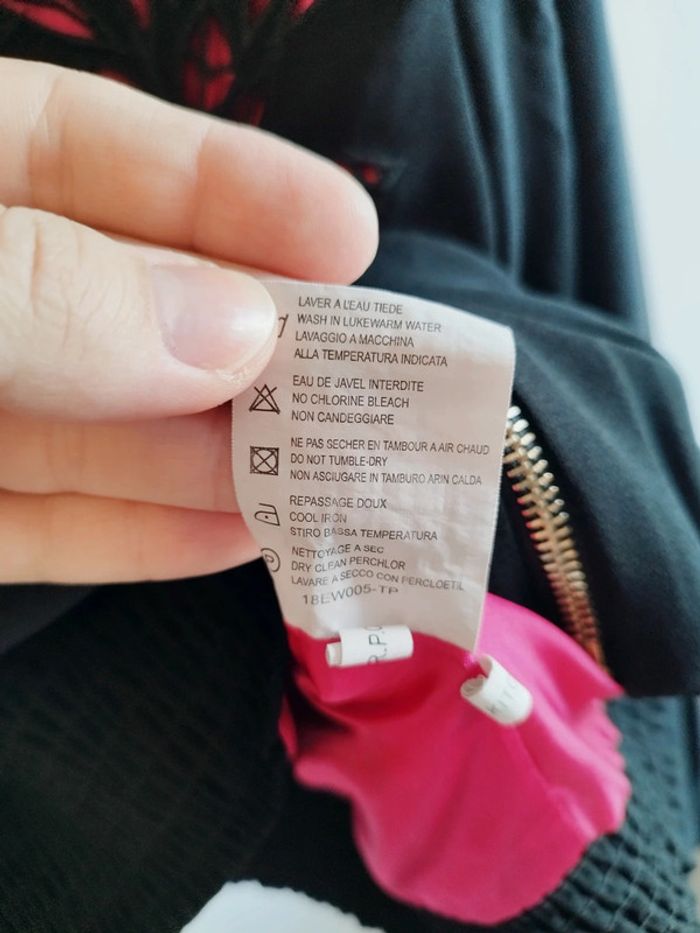 LAVER A L'EAU TIEDE
WASH IN LUKEWARM WATER
LAVAGGIO A MACCHINA
ALLA TEMPERATURA INDICATA
EAU DE JAVEL INTERDITE
NO CHLORINE BLEACH
NON CANDEGGIARE
NE PAS SECHER EN TAMBOUR A AIR CHAUD
DO NOT TUMBLE-DRY
NON ASCIUGARE IN TAMBURO ARIN CALDA
REPASSAGE DOUX
COOL IRON
STIRO BASSA TEMPERATURA
P
NETTOYAGE A SEC
DRY CLEAN PERCHLOR
LAVARE A SECCO CON PERCLOETIL
18EW005-TP